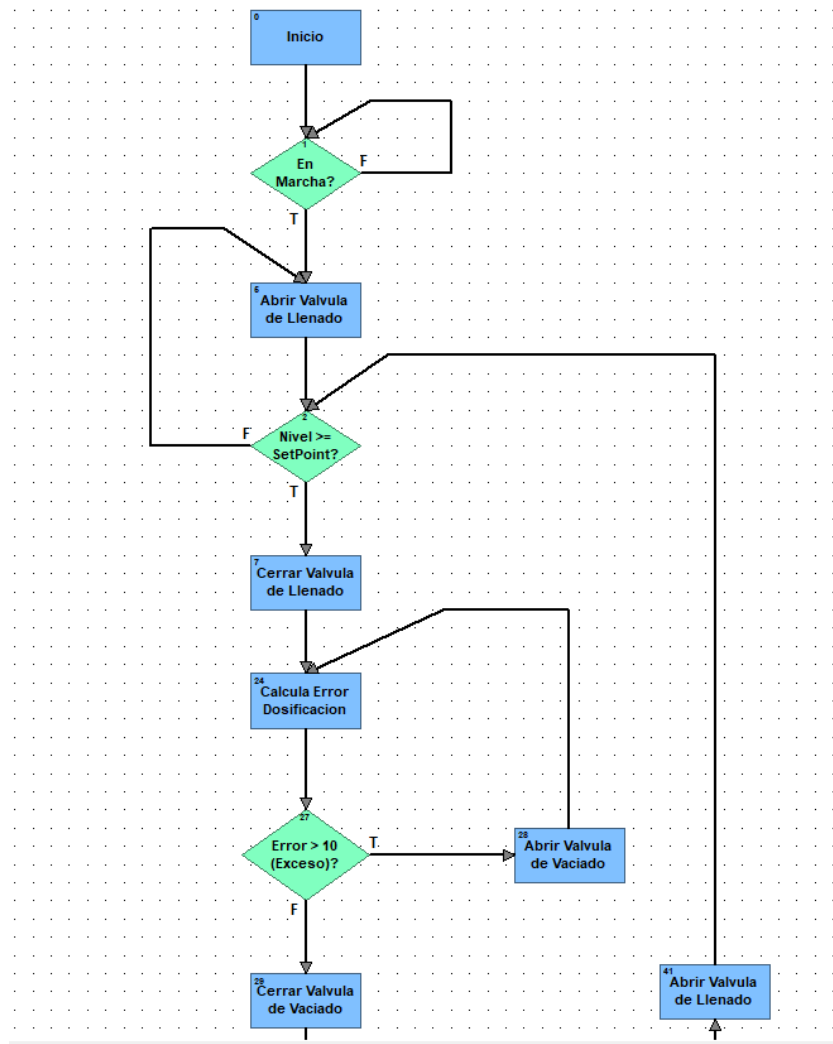 0
Inicio
1
En
Marcha?
F
T
6
Abrir Valvula
de Llenado
2
Nivel >=
SetPoint?
F
T
7
Cerrar Valvula
de Llenado
24
Calcula Error
Dosificacion
27
Error > 10
(Exceso)?
T
F
28
Abrir Valvula
de Vaciado
29
Cerrar Valvula
de Vaciado
41
Abrir Valvula
de Llenado